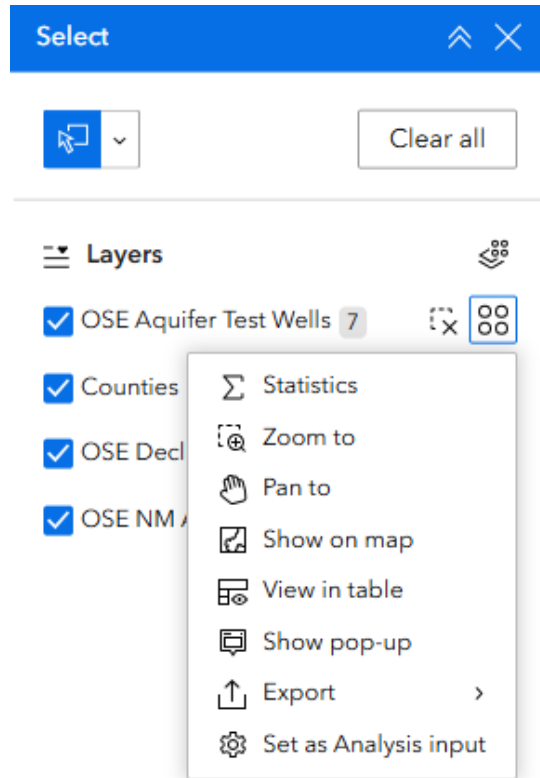 Select
Clear all
Layers
OSE Aquifer Test Wells 7
Counties
OSE Decl
OSE NM
Statistics
Zoom to
Pan to
Show on map
View in table
Show pop-up
Export
Set as Analysis input